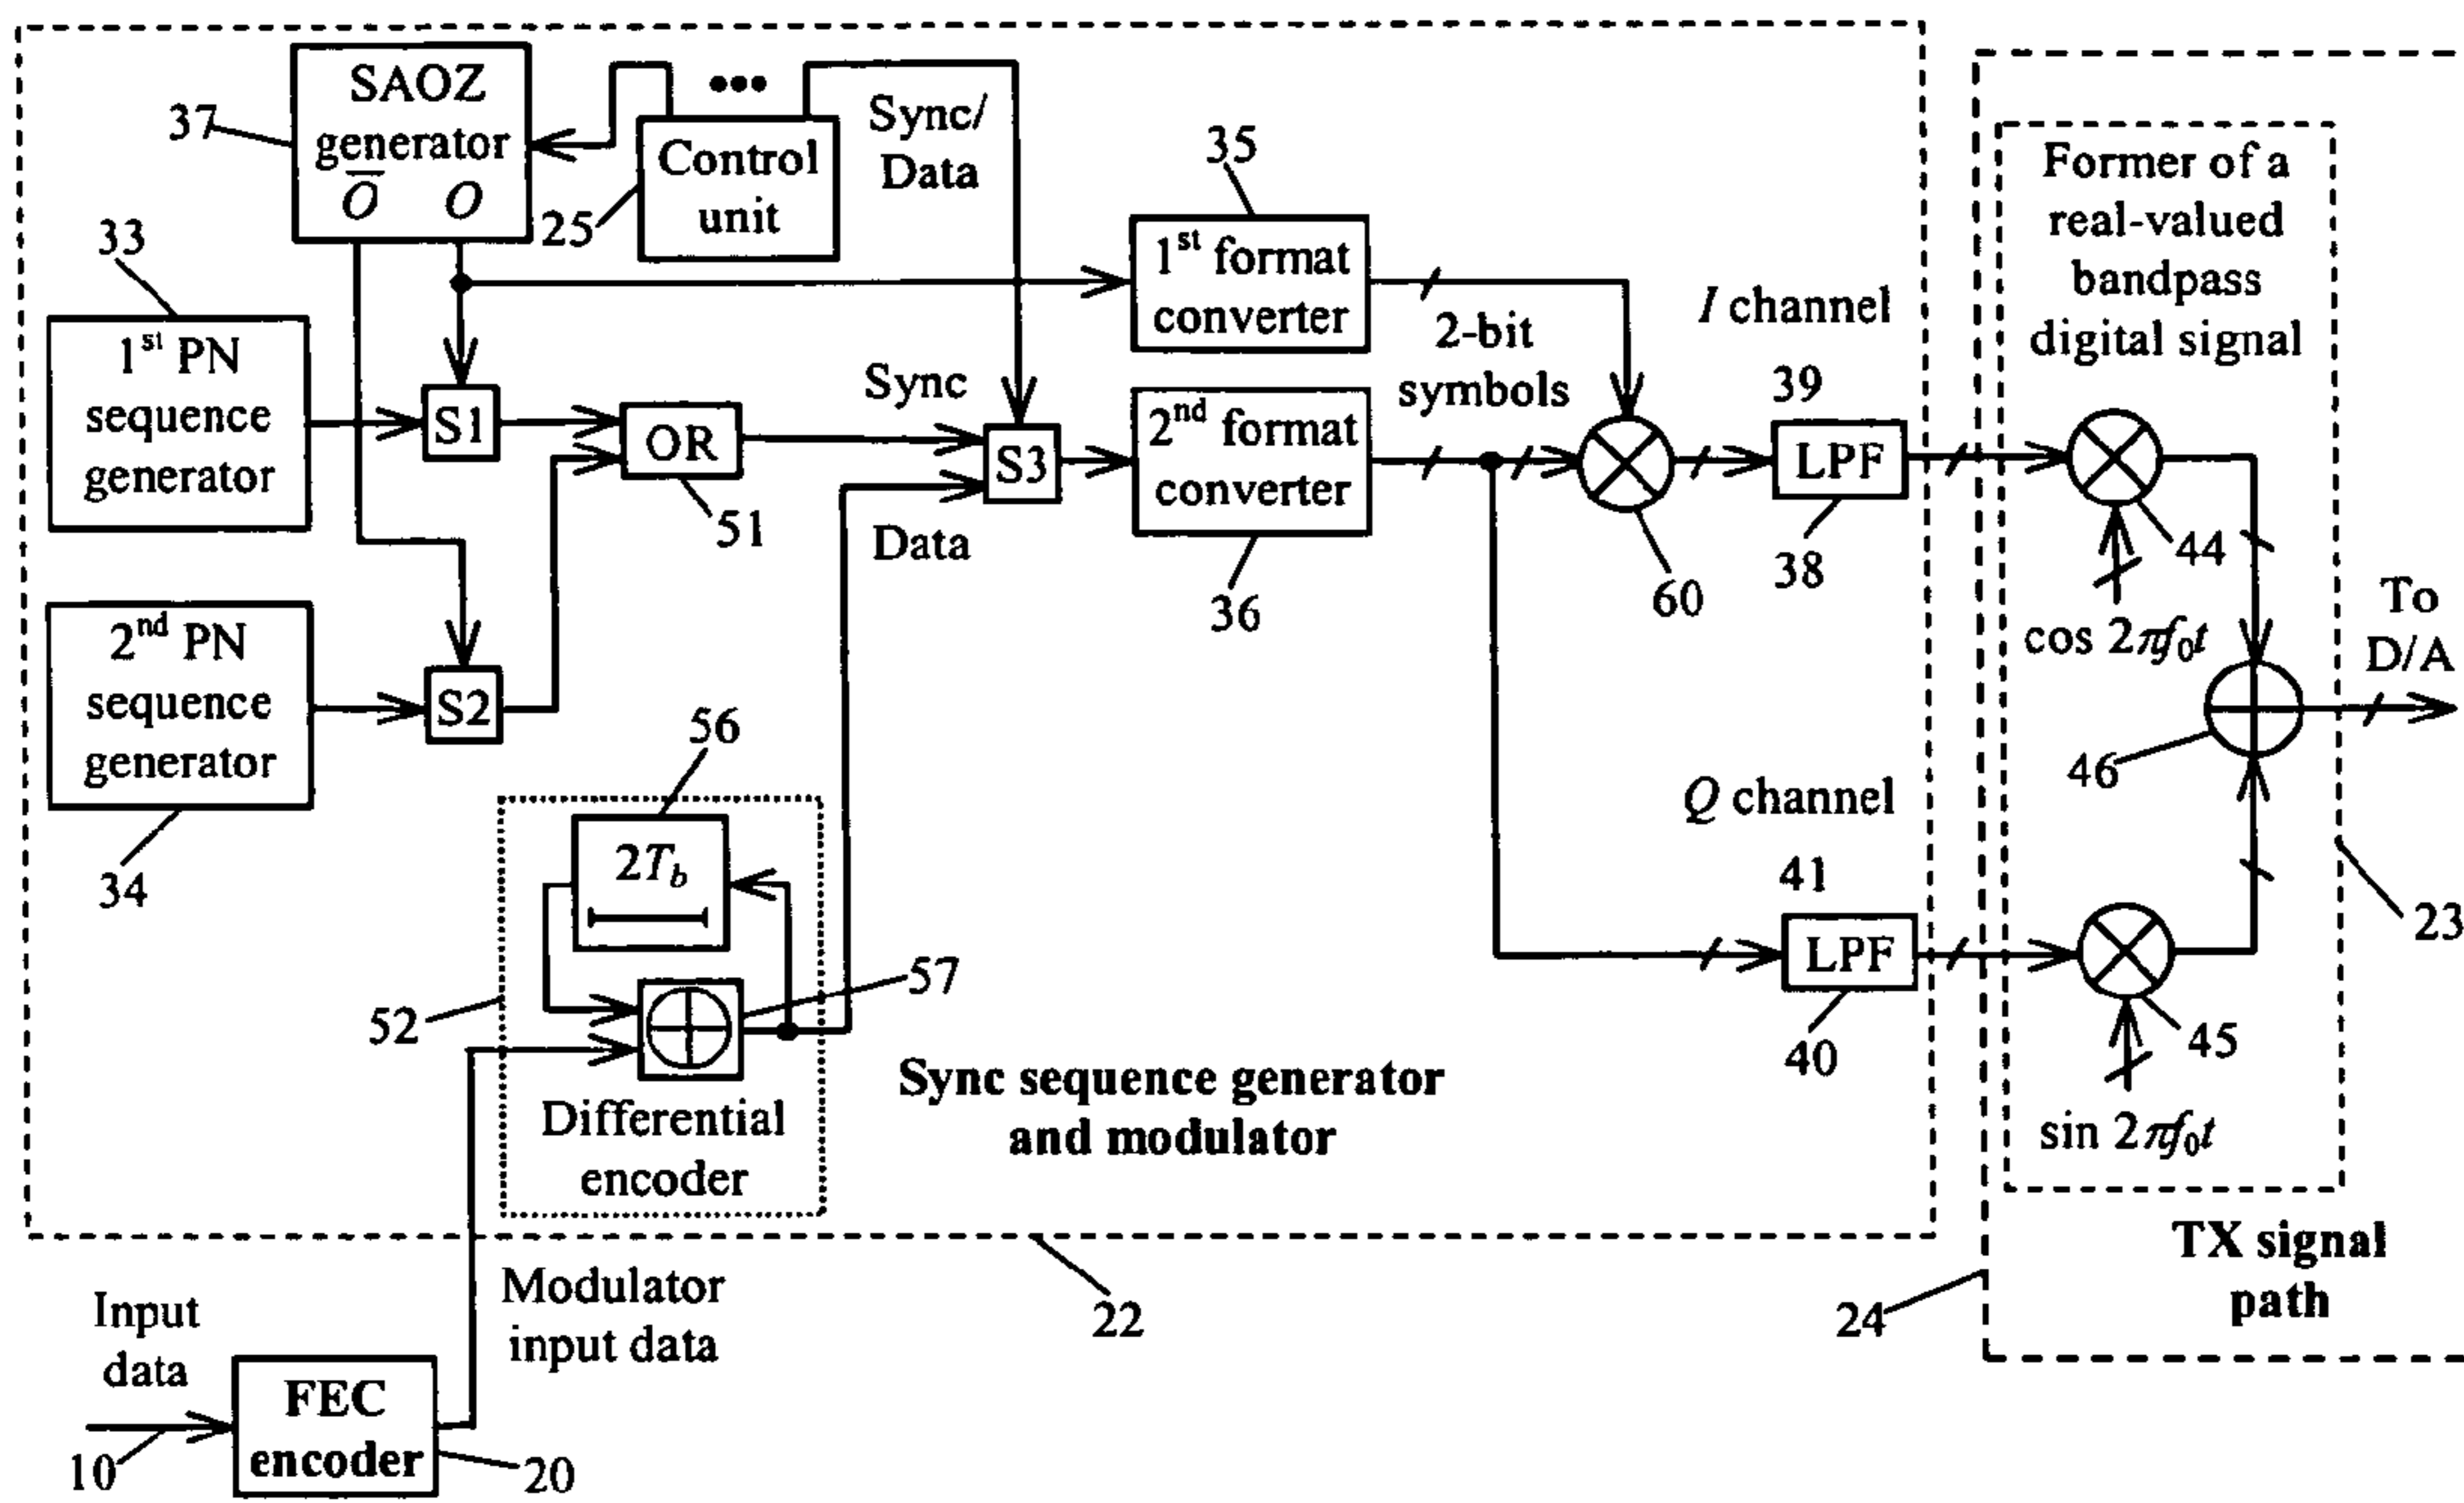 SAOZ
generator
O̅ O
37
•••
Control
unit
25
Sync/
Data
33
1st PN
sequence
generator
S1
OR
51
Sync
Data
S3
35
1st format
converter
2nd format
converter
36
2-bit
symbols
60
I channel
39
LPF
38
Former of a
real-valued
bandpass
digital signal
44
cos 2πf₀t
To
D/A
46
2nd PN
sequence
generator
34
S2
56
2Tb
57
52
Differential
encoder
Q channel
41
LPF
40
45
sin 2πf₀t
23
Sync sequence generator
and modulator
TX signal
path
24
22
Modulator
input data
Input
data
10
FEC
encoder
20